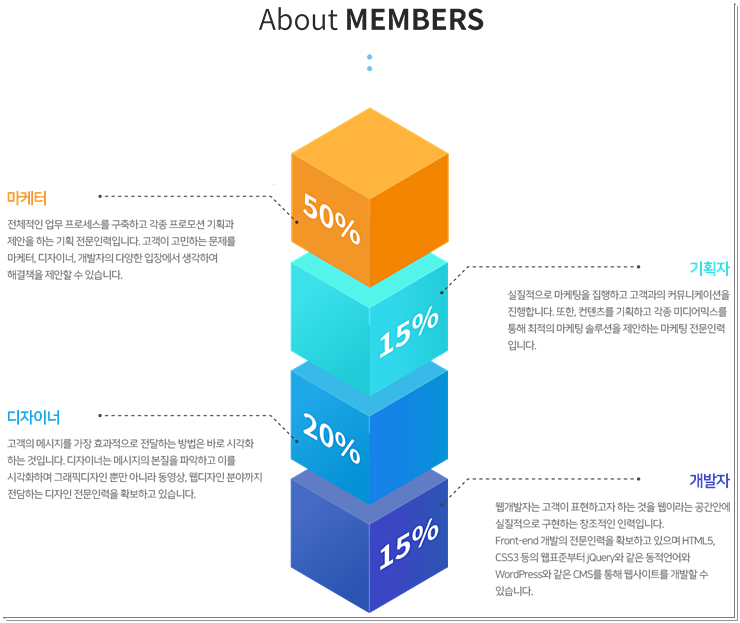 About MEMBERS
50%
마케터
전체적인 업무 프로세스를 구축하고 각종 프로모션 기획과
제안을 하는 기획 전문인력입니다. 고객이 고민하는 문제를
마케터, 디자이너, 개발자의 다양한 입장에서 생각하여
해결책을 제안할 수 있습니다.
기획자
실질적으로 마케팅을 집행하고 고객과의 커뮤니케이션을
진행합니다. 또한, 컨텐츠를 기획하고 각종 미디어믹스를
통해 최적의 마케팅 솔루션을 제안하는 마케팅 전문인력
입니다.
15%
디자이너
고객의 메시지를 가장 효과적으로 전달하는 방법은 바로 시각화
하는 것입니다. 디자이너는 메시지의 본질을 파악하고 이를
시각화하며 그래픽디자인 뿐만 아니라 동영상, 웹디자인 분야까지
전담하는 디자인 전문인력을 확보하고 있습니다.
20%
개발자
웹개발자는 고객이 표현하고자 하는 것을 웹이라는 공간안에
실질적으로 구현하는 창조적인 인력입니다.
Front-end 개발의 전문인력을 확보하고 있으며 HTML5,
CSS3 등의 웹표준부터 jQuery와 같은 동적언어와
WordPress와 같은 CMS를 통해 웹사이트를 개발할 수
있습니다.
15%